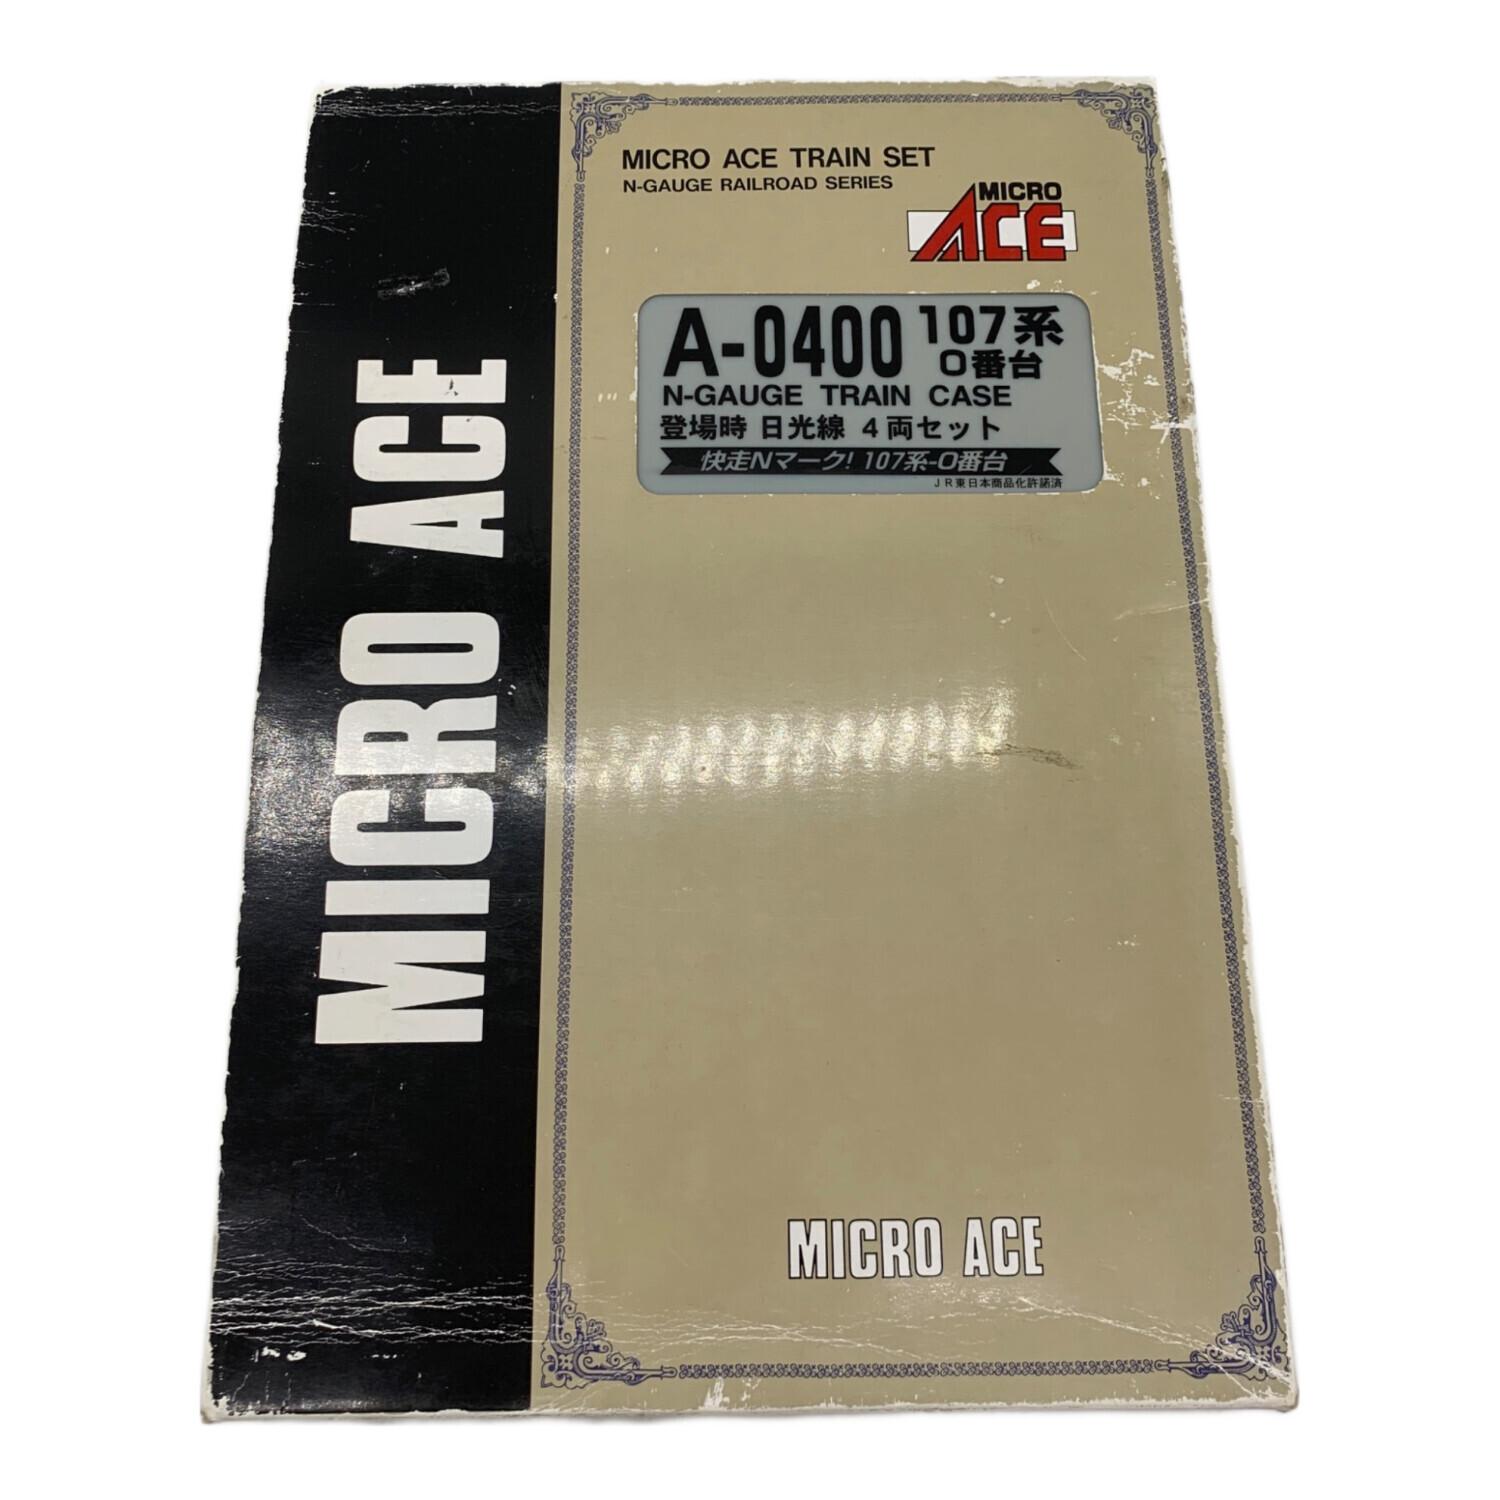 MICRO ACE
MICRO ACE TRAIN SET
N-GAUGE RAILROAD SERIES
MICRO
ACE
A-0400 107系
0番台
N-GAUGE TRAIN CASE
登場時 日光線 4両セット
快走Nマーク! 107系-0番台
JR東日本商品化許諾済
MICRO ACE